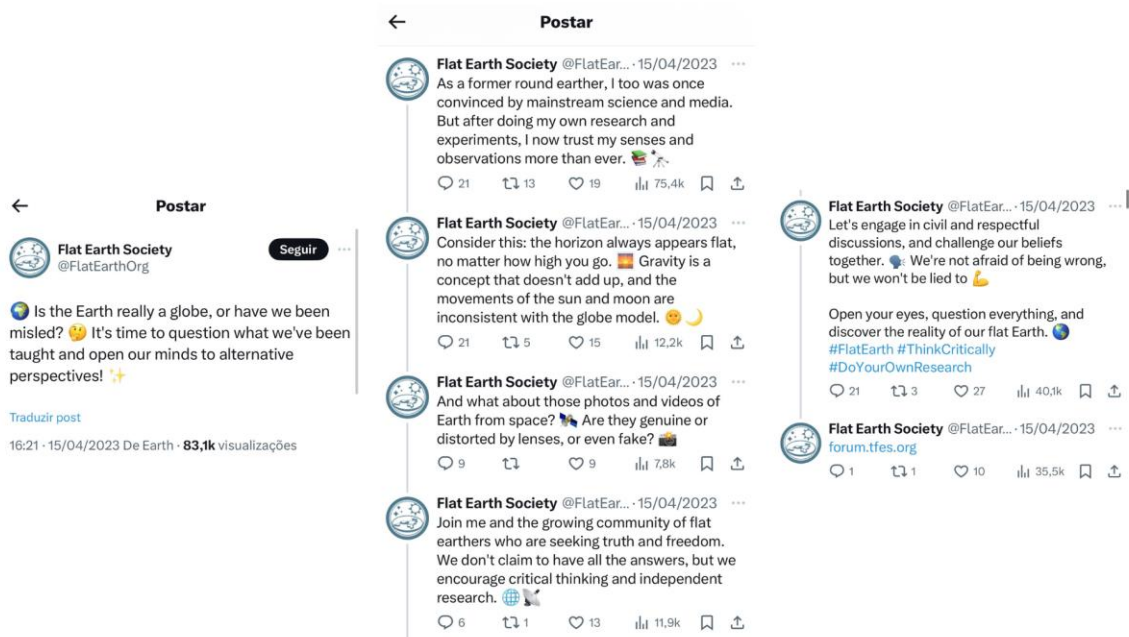 Postar
Flat Earth Society
@FlatEarthOrg
Seguir
🌍 Is the Earth really a globe, or have we been
misled? 🤔 It's time to question what we've been
taught and open our minds to alternative
perspectives! ✨
Traduzir post
16:21 · 15/04/2023 De Earth · 83,1k visualizações
Postar
Flat Earth Society @FlatEar... · 15/04/2023
As a former round earther, I too was once
convinced by mainstream science and media.
But after doing my own research and
experiments, I now trust my senses and
observations more than ever. 📚🔭
21 13 19 75,4k
Flat Earth Society @FlatEar... · 15/04/2023
Consider this: the horizon always appears flat,
no matter how high you go. 🌅 Gravity is a
concept that doesn't add up, and the
movements of the sun and moon are
inconsistent with the globe model. 🌞🌙
21 5 15 12,2k
Flat Earth Society @FlatEar... · 15/04/2023
And what about those photos and videos of
Earth from space? 🛰️ Are they genuine or
distorted by lenses, or even fake? 📸
9 9 7,8k
Flat Earth Society @FlatEar... · 15/04/2023
Join me and the growing community of flat
earthers who are seeking truth and freedom.
We don't claim to have all the answers, but we
encourage critical thinking and independent
research. 🌐📡
6 1 13 11,9k
Flat Earth Society @FlatEar... · 15/04/2023
Let's engage in civil and respectful
discussions, and challenge our beliefs
together. 🗣️ We're not afraid of being wrong,
but we won't be lied to 💪
Open your eyes, question everything, and
discover the reality of our flat Earth. 🌎
#FlatEarth #ThinkCritically
#DoYourOwnResearch
21 3 27 40,1k
Flat Earth Society @FlatEar... · 15/04/2023
forum.tfes.org
1 1 10 35,5k